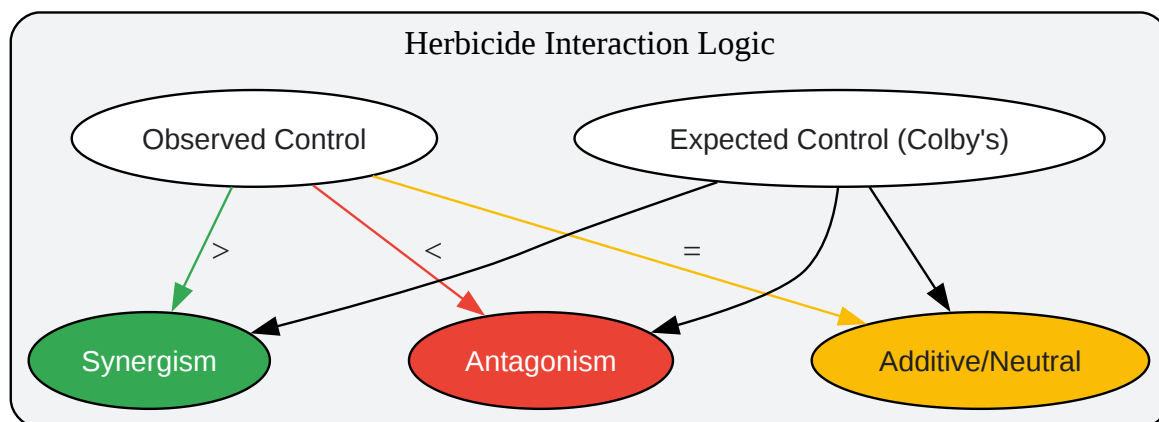 Herbicide Interaction Logic
Observed Control
Expected Control (Colby's)
>
<
=
Synergism
Antagonism
Additive/Neutral